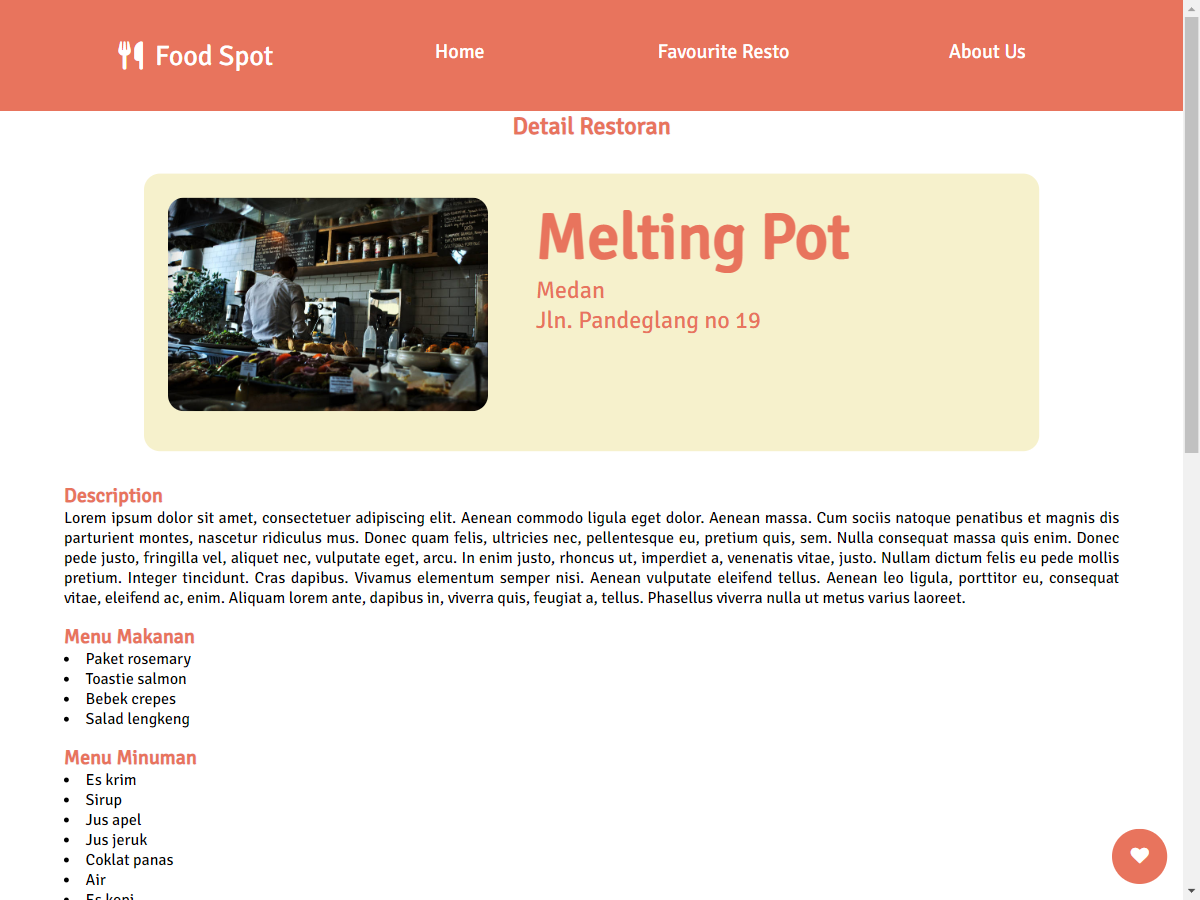 Food Spot
Home
Favourite Resto
About Us
Detail Restoran
Melting Pot
Medan
Jln. Pandeglang no 19
Description
Lorem ipsum dolor sit amet, consectetuer adipiscing elit. Aenean commodo ligula eget dolor. Aenean massa. Cum sociis natoque penatibus et magnis dis
parturient montes, nascetur ridiculus mus. Donec quam felis, ultricies nec, pellentesque eu, pretium quis, sem. Nulla consequat massa quis enim. Donec
pede justo, fringilla vel, aliquet nec, vulputate eget, arcu. In enim justo, rhoncus ut, imperdiet a, venenatis vitae, justo. Nullam dictum felis eu pede mollis
pretium. Integer tincidunt. Cras dapibus. Vivamus elementum semper nisi. Aenean vulputate eleifend tellus. Aenean leo ligula, porttitor eu, consequat
vitae, eleifend ac, enim. Aliquam lorem ante, dapibus in, viverra quis, feugiat a, tellus. Phasellus viverra nulla ut metus varius laoreet.
Menu Makanan
• Paket rosemary
• Toastie salmon
• Bebek crepes
• Salad lengkeng
Menu Minuman
• Es krim
• Sirup
• Jus apel
• Jus jeruk
• Coklat panas
• Air
• Es kopi